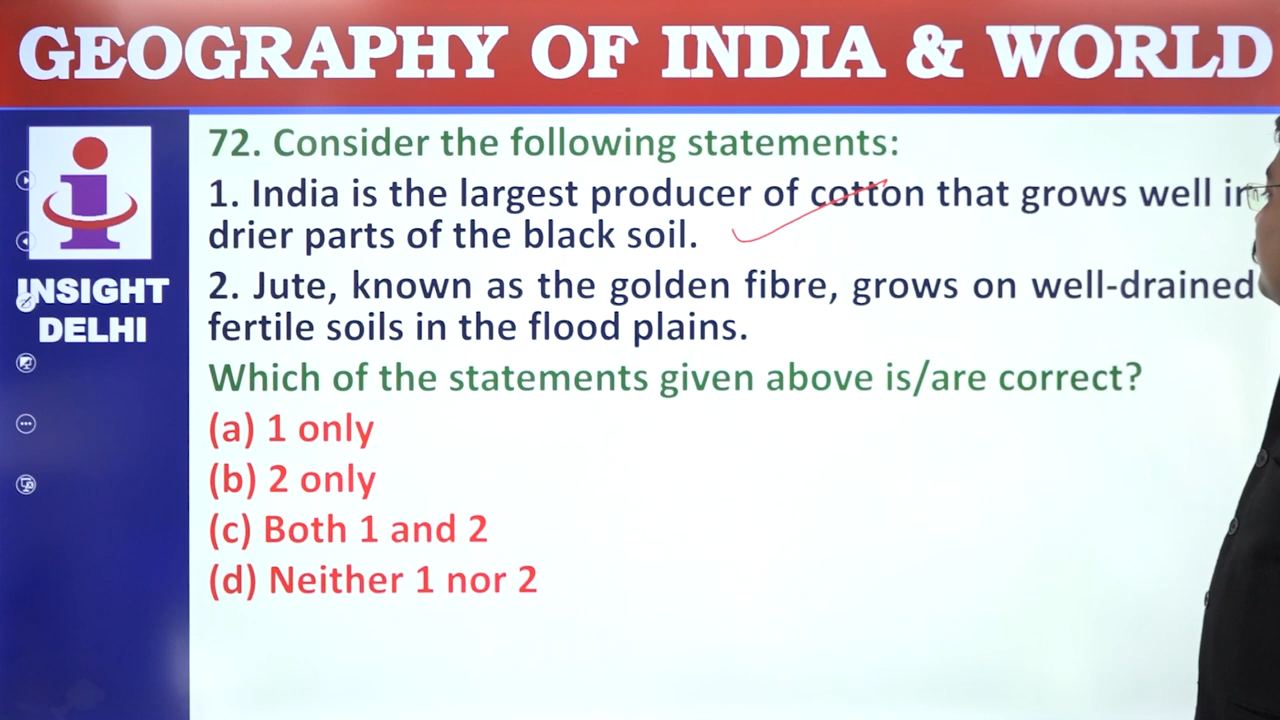 GEOGRAPHY OF INDIA & WORLD
INSIGHT
DELHI
72. Consider the following statements:
1. India is the largest producer of cotton that grows well in
drier parts of the black soil.
2. Jute, known as the golden fibre, grows on well-drained
fertile soils in the flood plains.
Which of the statements given above is/are correct?
(a) 1 only
(b) 2 only
(c) Both 1 and 2
(d) Neither 1 nor 2